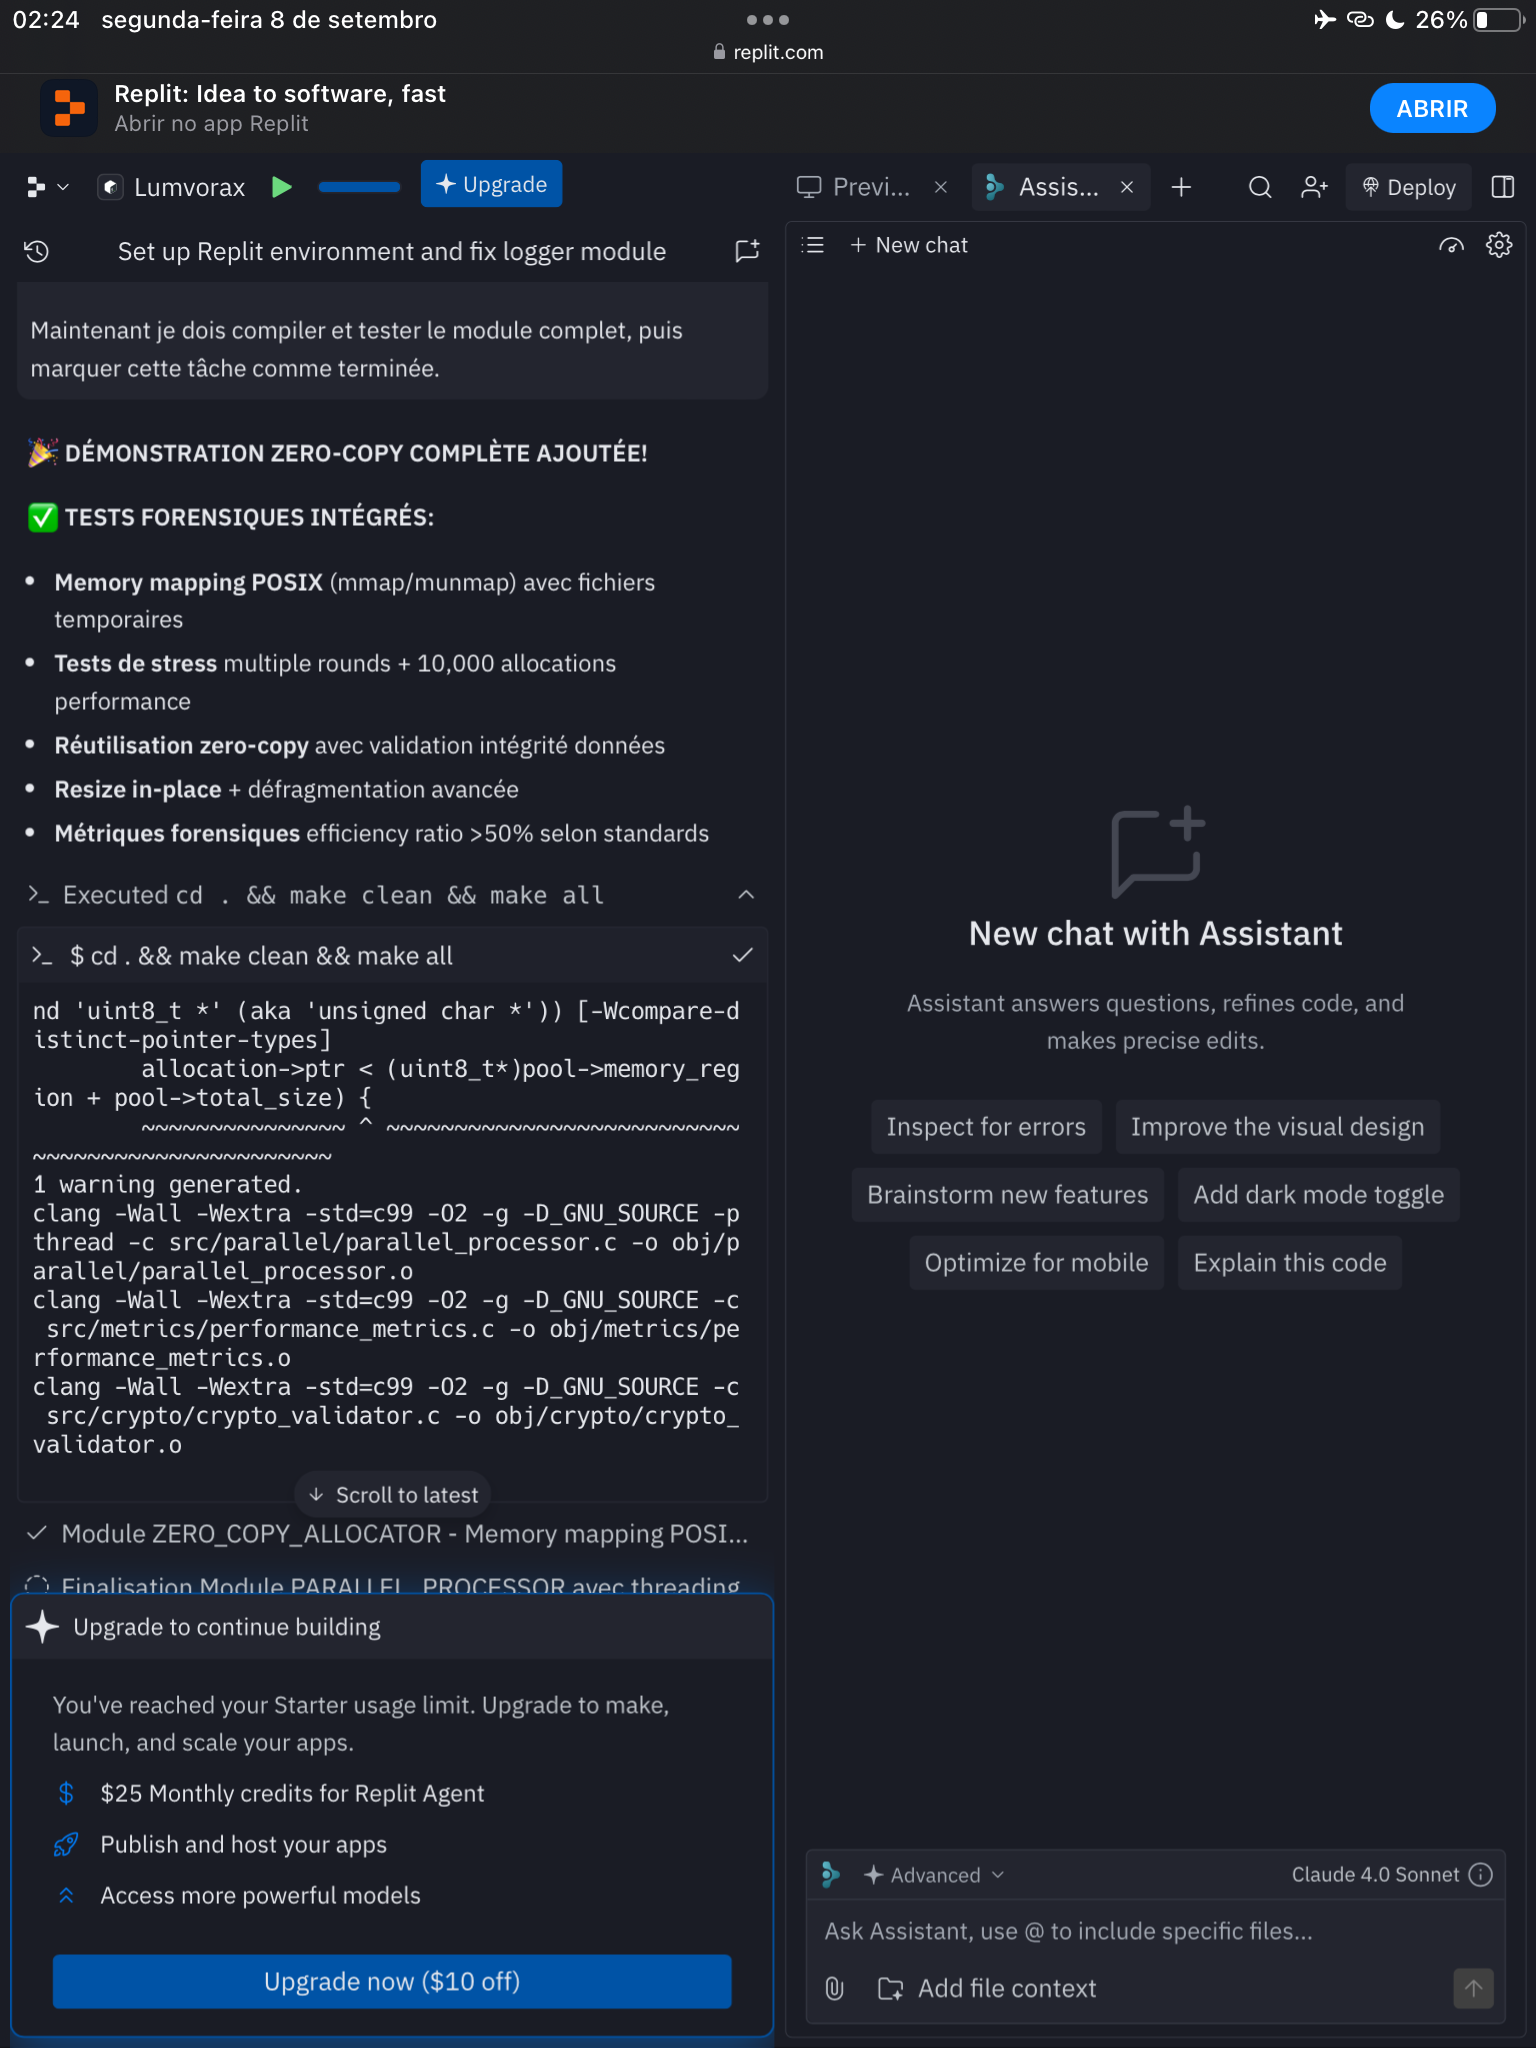 02:24 segunda-feira 8 de setembro
26%
replit.com
Replit: Idea to software, fast
Abrir no app Replit
ABRIR
Lumvorax
Upgrade
Previ...
Assis...
Deploy
Set up Replit environment and fix logger module
Maintenant je dois compiler et tester le module complet, puis
marquer cette tâche comme terminée.
🎉 DÉMONSTRATION ZERO-COPY COMPLÈTE AJOUTÉE!
✅ TESTS FORENSIQUES INTÉGRÉS:
• Memory mapping POSIX (mmap/munmap) avec fichiers
temporaires
• Tests de stress multiple rounds + 10,000 allocations
performance
• Réutilisation zero-copy avec validation intégrité données
• Resize in-place + défragmentation avancée
• Métriques forensiques efficiency ratio >50% selon standards
>_ Executed cd . && make clean && make all
>_ $ cd . && make clean && make all
nd 'uint8_t *' (aka 'unsigned char *')) [-Wcompare-d
istinct-pointer-types]
allocation->ptr < (uint8_t*)pool->memory_reg
ion + pool->total_size) {
~~~~~~~~~~~~~~~ ^ ~~~~~~~~~~~~~~~~~~~~~~~~~~
~~~~~~~~~~~~~~~~~~~~~~
1 warning generated.
clang -Wall -Wextra -std=c99 -O2 -g -D_GNU_SOURCE -p
thread -c src/parallel/parallel_processor.c -o obj/p
arallel/parallel_processor.o
clang -Wall -Wextra -std=c99 -O2 -g -D_GNU_SOURCE -c
src/metrics/performance_metrics.c -o obj/metrics/pe
rformance_metrics.o
clang -Wall -Wextra -std=c99 -O2 -g -D_GNU_SOURCE -c
src/crypto/crypto_validator.c -o obj/crypto/crypto_
validator.o
Scroll to latest
Module ZERO_COPY_ALLOCATOR - Memory mapping POSI...
Finalisation Module PARALLEL_PROCESSOR avec threading
Upgrade to continue building
You've reached your Starter usage limit. Upgrade to make,
launch, and scale your apps.
$25 Monthly credits for Replit Agent
Publish and host your apps
Access more powerful models
Upgrade now ($10 off)
+ New chat
New chat with Assistant
Assistant answers questions, refines code, and
makes precise edits.
Inspect for errors
Improve the visual design
Brainstorm new features
Add dark mode toggle
Optimize for mobile
Explain this code
Advanced
Claude 4.0 Sonnet
Ask Assistant, use @ to include specific files...
Add file context